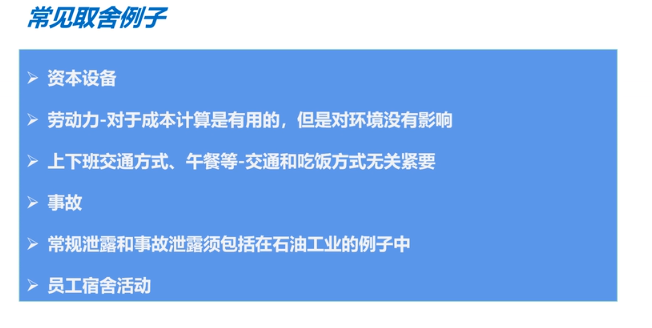 常见取舍例子
资本设备
劳动力-对于成本计算是有用的，但是对环境没有影响
上下班交通方式、午餐等-交通和吃饭方式无关紧要
事故
常规泄露和事故泄露须包括在石油工业的例子中
员工宿舍活动